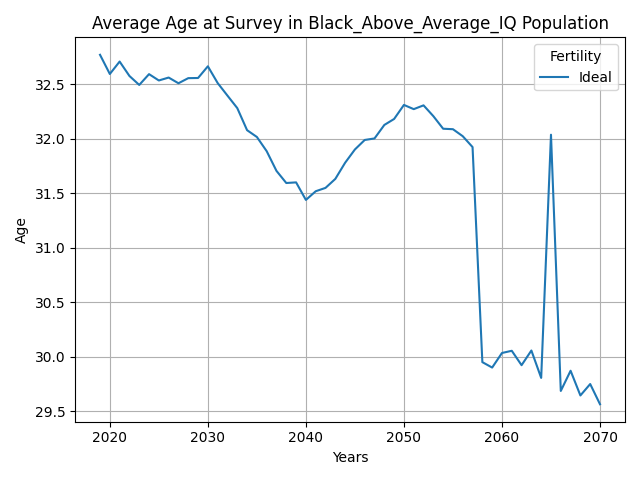 Average Age at Survey in Black_Above_Average_IQ Population
Fertility
Ideal
32.5
32.0
31.5
31.0
30.5
30.0
29.5
Age
2020 2030 2040 2050 2060 2070
Years